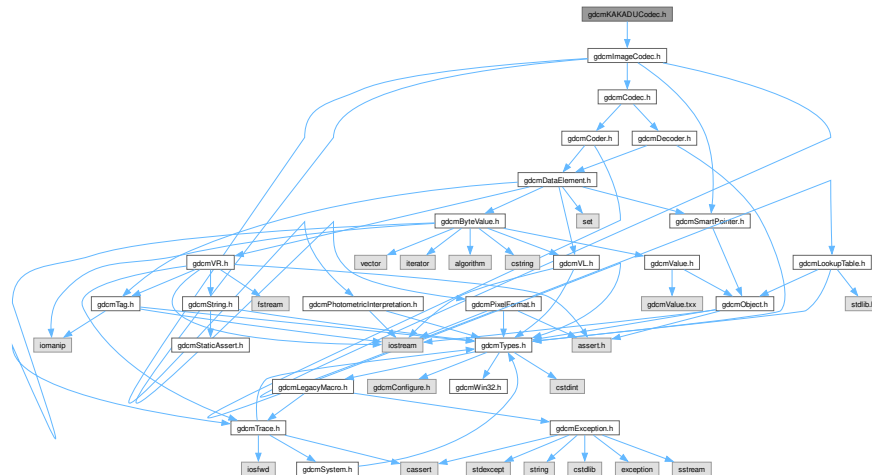 gdcmKAKADUCodec.h
gdcmImageCodec.h
gdcmCodec.h
gdcmCoder.h
gdcmDecoder.h
gdcmDataElement.h
gdcmByteValue.h
set
gdcmSmartPointer.h
vector
iterator
algorithm
cstring
gdcmVR.h
gdcmVL.h
gdcmValue.h
gdcmLookupTable.h
gdcmTag.h
gdcmString.h
fstream
gdcmPhotometricInterpretation.h
gdcmPixelFormat.h
gdcmValue.txx
gdcmObject.h
stdlib.h
iomanip
gdcmStaticAssert.h
iostream
gdcmTypes.h
assert.h
gdcmLegacyMacro.h
gdcmConfigure.h
gdcmWin32.h
cstdint
gdcmTrace.h
gdcmException.h
iosfwd
gdcmSystem.h
cassert
stdexcept
string
cstdlib
exception
sstream